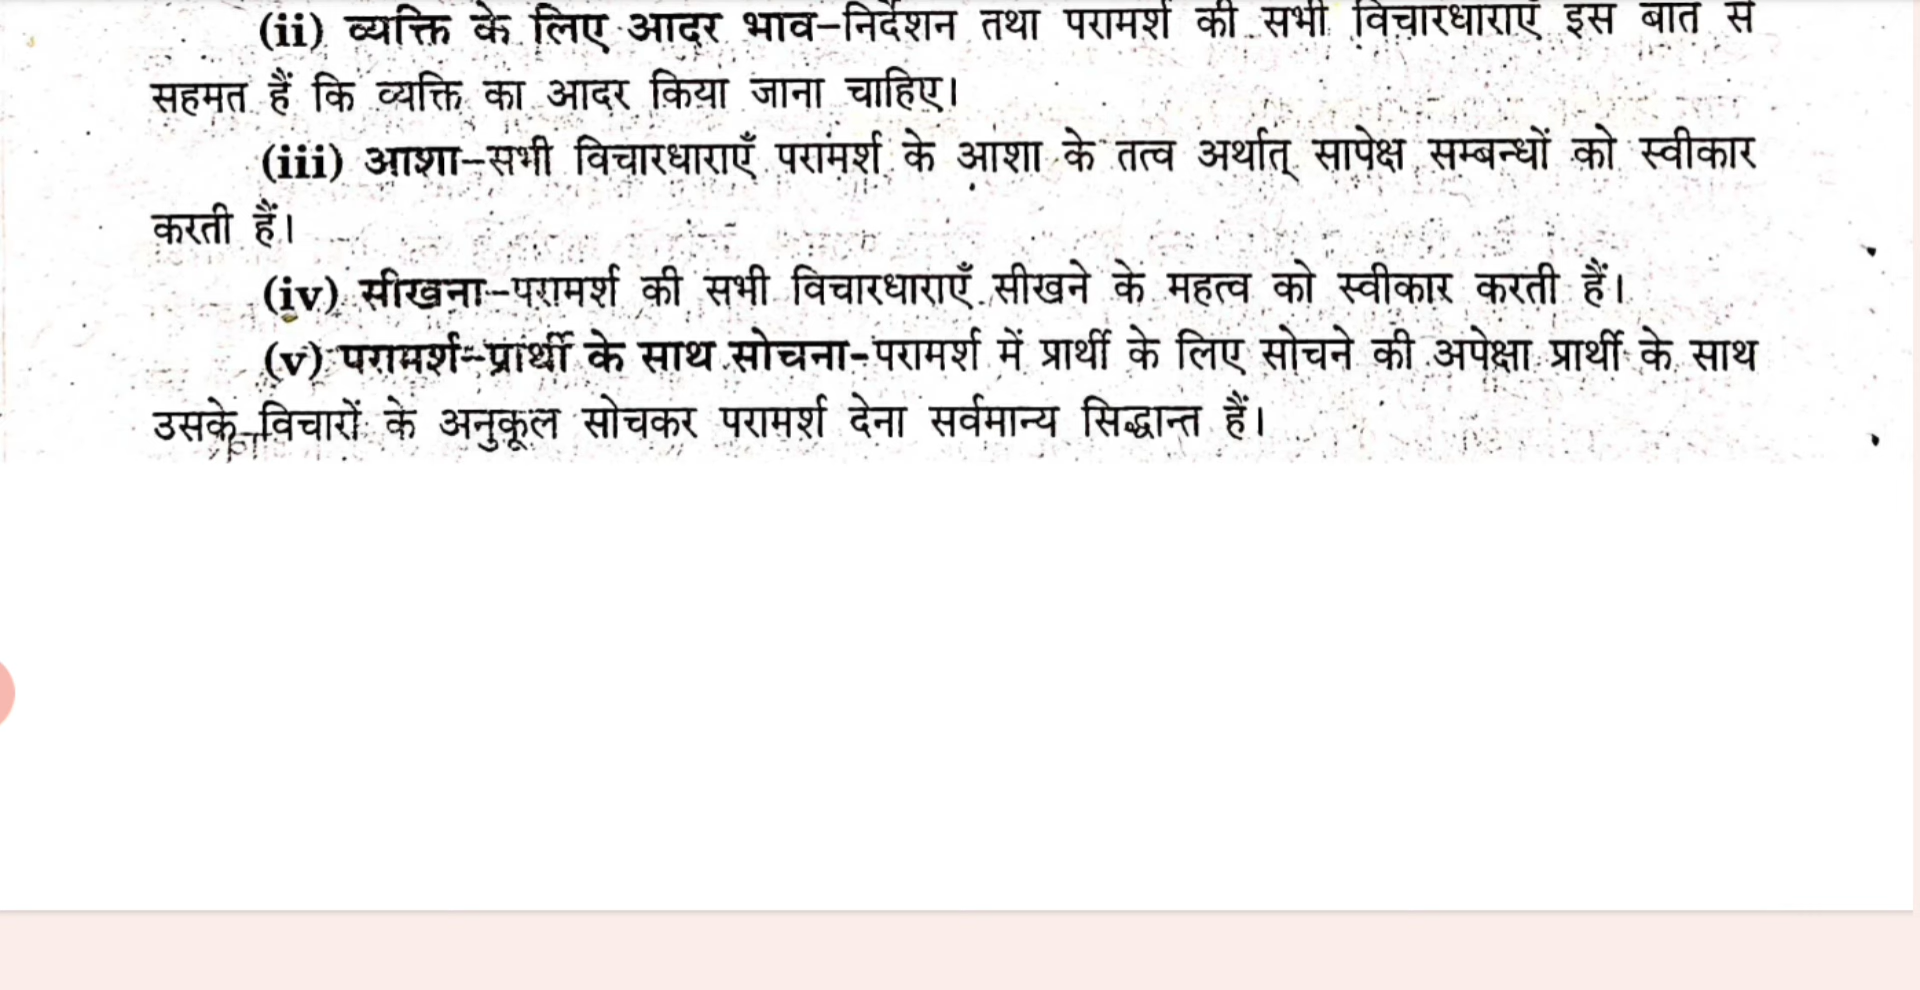 (ii) व्यक्ति के लिए आदर भाव–निर्देशन तथा परामर्श की सभी विचारधाराएँ इस बात से
सहमत हैं कि व्यक्ति का आदर किया जाना चाहिए।
(iii) आशा–सभी विचारधाराएँ परामर्श के आशा के तत्व अर्थात् सापेक्ष सम्बन्धों को स्वीकार
करती हैं।
(iv) सीखना–परामर्श की सभी विचारधाराएँ सीखने के महत्व को स्वीकार करती हैं।
(v) परामर्श–प्रार्थी के साथ सोचना–परामर्श में प्रार्थी के लिए सोचने की अपेक्षा प्रार्थी के साथ
उसके विचारों के अनुकूल सोचकर परामर्श देना सर्वमान्य सिद्धान्त हैं।